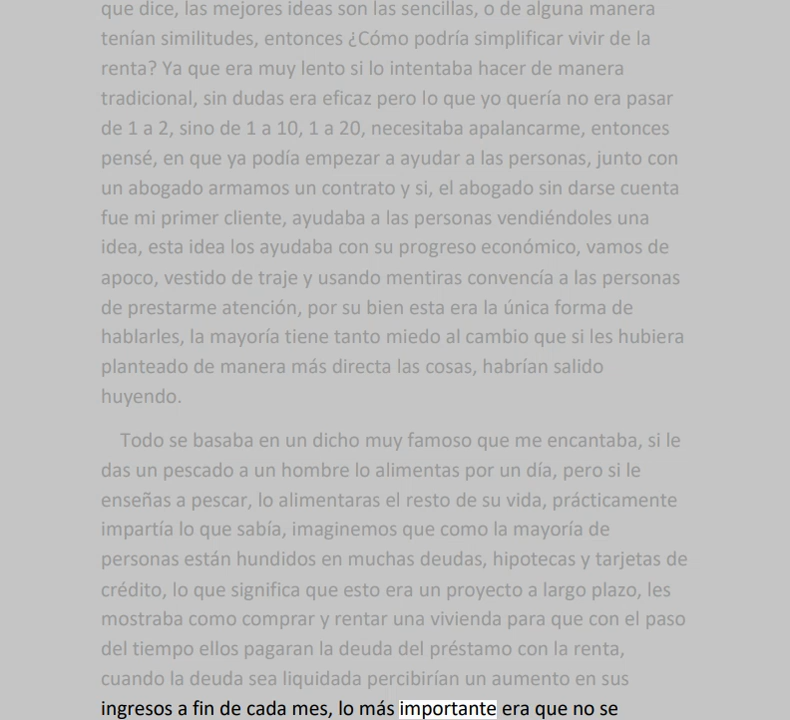 que dice, las mejores ideas son las sencillas, o de alguna manera
tenían similitudes, entonces ¿Cómo podría simplificar vivir de la
renta? Ya que era muy lento si lo intentaba hacer de manera
tradicional, sin dudas era eficaz pero lo que yo quería no era pasar
de 1 a 2, sino de 1 a 10, 1 a 20, necesitaba apalancarme, entonces
pensé, en que ya podía empezar a ayudar a las personas, junto con
un abogado armamos un contrato y si, el abogado sin darse cuenta
fue mi primer cliente, ayudaba a las personas vendiéndoles una
idea, esta idea los ayudaba con su progreso económico, vamos de
apoco, vestido de traje y usando mentiras convencía a las personas
de prestarme atención, por su bien esta era la única forma de
hablarles, la mayoría tiene tanto miedo al cambio que si les hubiera
planteado de manera más directa las cosas, habrían salido
huyendo.
Todo se basaba en un dicho muy famoso que me encantaba, si le
das un pescado a un hombre lo alimentas por un día, pero si le
enseñas a pescar, lo alimentaras el resto de su vida, prácticamente
impartía lo que sabía, imaginemos que como la mayoría de
personas están hundidos en muchas deudas, hipotecas y tarjetas de
crédito, lo que significa que esto era un proyecto a largo plazo, les
mostraba como comprar y rentar una vivienda para que con el paso
del tiempo ellos pagaran la deuda del préstamo con la renta,
cuando la deuda sea liquidada percibirían un aumento en sus
ingresos a fin de cada mes, lo más importante era que no se